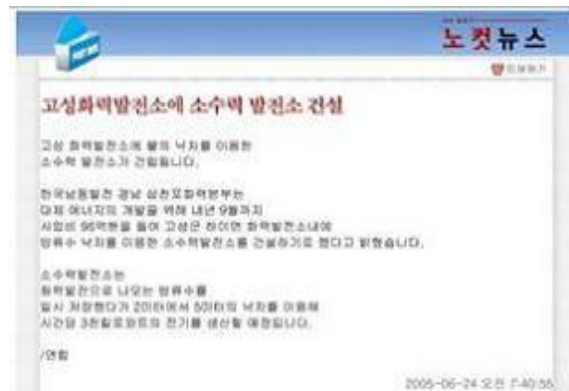 노컷뉴스
고성화력발전소에 소수력 발전소 건설
고성 화력발전소에 물의 낙차를 이용한
소수력 발전소가 건립됩니다.
한국남동발전 경남 삼천포화력본부는
대체 에너지의 개발을 위해 내년 9월까지
사업비 96억원을 들여 고성군 하이면 화력발전소내에
방류수 낙차를 이용한 소수력발전소를 건설하기로 했다고 밝혔습니다.
소수력발전소는
화력발전으로 나오는 방류수를
일시 저장했다가 2미터에서 5미터의 낙차를 이용해
시간당 3천킬로와트의 전기를 생산할 예정입니다.
/연합
2005-06-24 오전 7:40:55